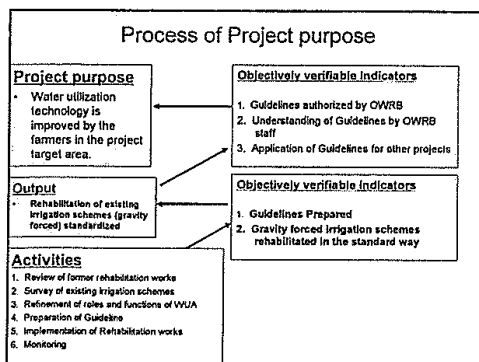 Process of Project purpose
Project purpose
• Water utilization
technology is
improved by the
farmers in the project
target area.
Objectively verifiable indicators
1. Guidelines authorized by OWRB
2. Understanding of Guidelines by OWRB
staff
3. Application of Guidelines for other projects
Output
• Rehabilitation of existing
irrigation schemes (gravity
forced) standardized
Objectively verifiable indicators
1. Guidelines Prepared
2. Gravity forced irrigation schemes
rehabilitated in the standard way
Activities
1. Review of former rehabilitation works
2. Survey of existing irrigation schemes
3. Refinement of roles and functions of WUA
4. Preparation of Guideline
5. Implementation of Rehabilitation works
6. Monitoring